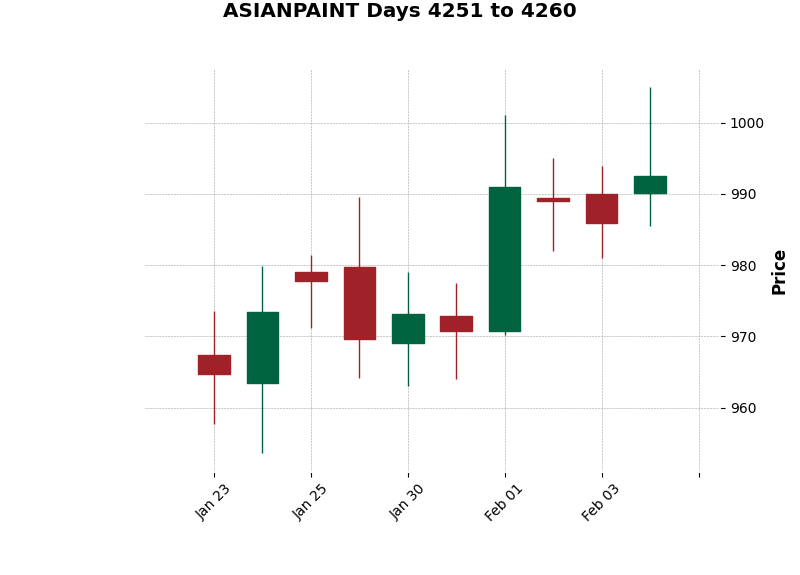 ASIANPAINT Days 4251 to 4260
1000
990
980
970
960
Price
Jan 23
Jan 25
Jan 30
Feb 01
Feb 03